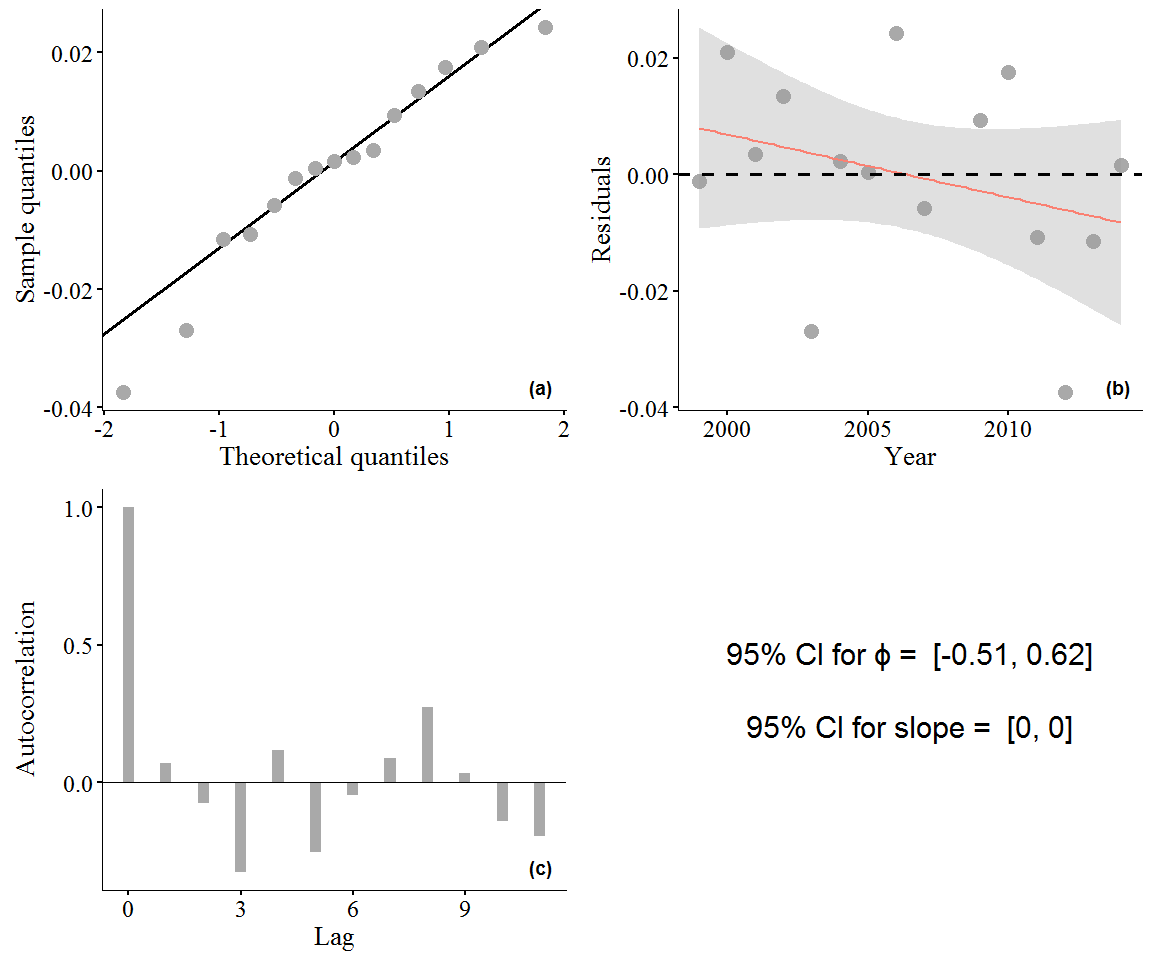 Sample quantiles
0.02
0.00
-0.02
-0.04
-2 -1 0 1 2
Theoretical quantiles
(a)
Residuals
0.02
0.00
-0.02
-0.04
2000 2005 2010
Year
(b)
Autocorrelation
1.0
0.5
0.0
0 3 6 9
Lag
(c)
95% CI for ϕ = [-0.51, 0.62]
95% CI for slope = [0, 0]